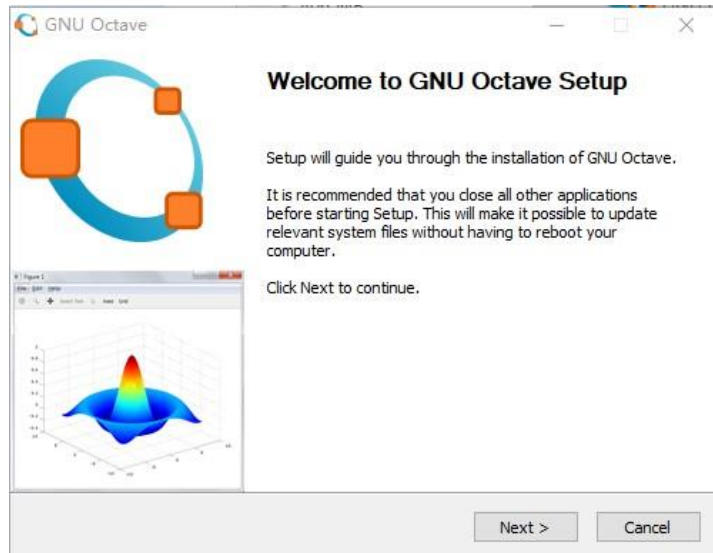 GNU Octave
Welcome to GNU Octave Setup
Setup will guide you through the installation of GNU Octave.
It is recommended that you close all other applications
before starting Setup. This will make it possible to update
relevant system files without having to reboot your
computer.
Click Next to continue.
Figure 1
Next >
Cancel